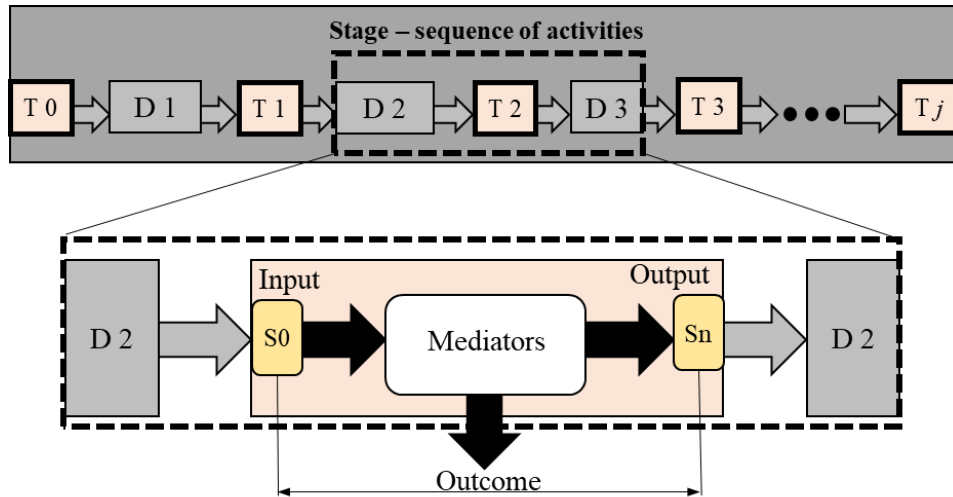 Stage – sequence of activities
T 0
D 1
T 1
D 2
T 2
D 3
T 3
T j
Input
Output
D 2
S0
Mediators
Sn
D 2
Outcome